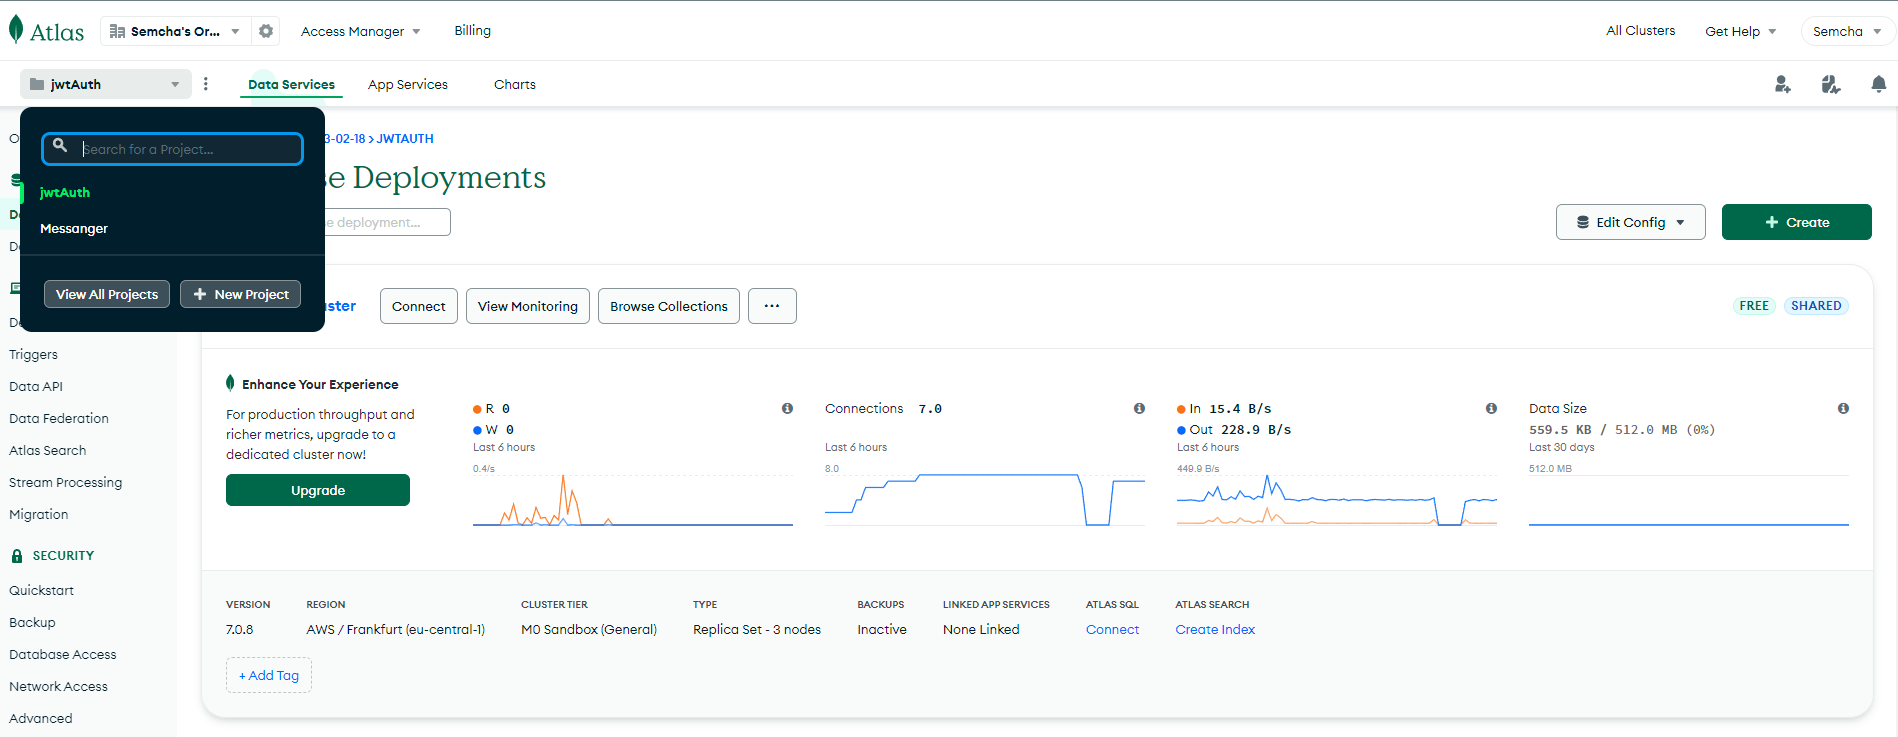 Atlas
Semcha's Or...
Access Manager
Billing
All Clusters
Get Help
Semcha
jwtAuth
Data Services
App Services
Charts
Search for a Project...
jwtAuth
Messanger
View All Projects
+ New Project
3-02-18 > JWTAUTH
se Deployments
se deployment...
Edit Config
+ Create
uster
Connect
View Monitoring
Browse Collections
...
FREE
SHARED
Triggers
Data API
Data Federation
Atlas Search
Stream Processing
Migration
SECURITY
Quickstart
Backup
Database Access
Network Access
Advanced
Enhance Your Experience
For production throughput and
richer metrics, upgrade to a
dedicated cluster now!
Upgrade
R 0
W 0
Last 6 hours
0.4/s
Connections 7.0
Last 6 hours
8.0
In 15.4 B/s
Out 228.9 B/s
Last 6 hours
449.9 B/s
Data Size
559.5 KB / 512.0 MB (0%)
Last 30 days
512.0 MB
VERSION
7.0.8
REGION
AWS / Frankfurt (eu-central-1)
CLUSTER TIER
M0 Sandbox (General)
TYPE
Replica Set - 3 nodes
BACKUPS
Inactive
LINKED APP SERVICES
None Linked
ATLAS SQL
Connect
ATLAS SEARCH
Create Index
+ Add Tag